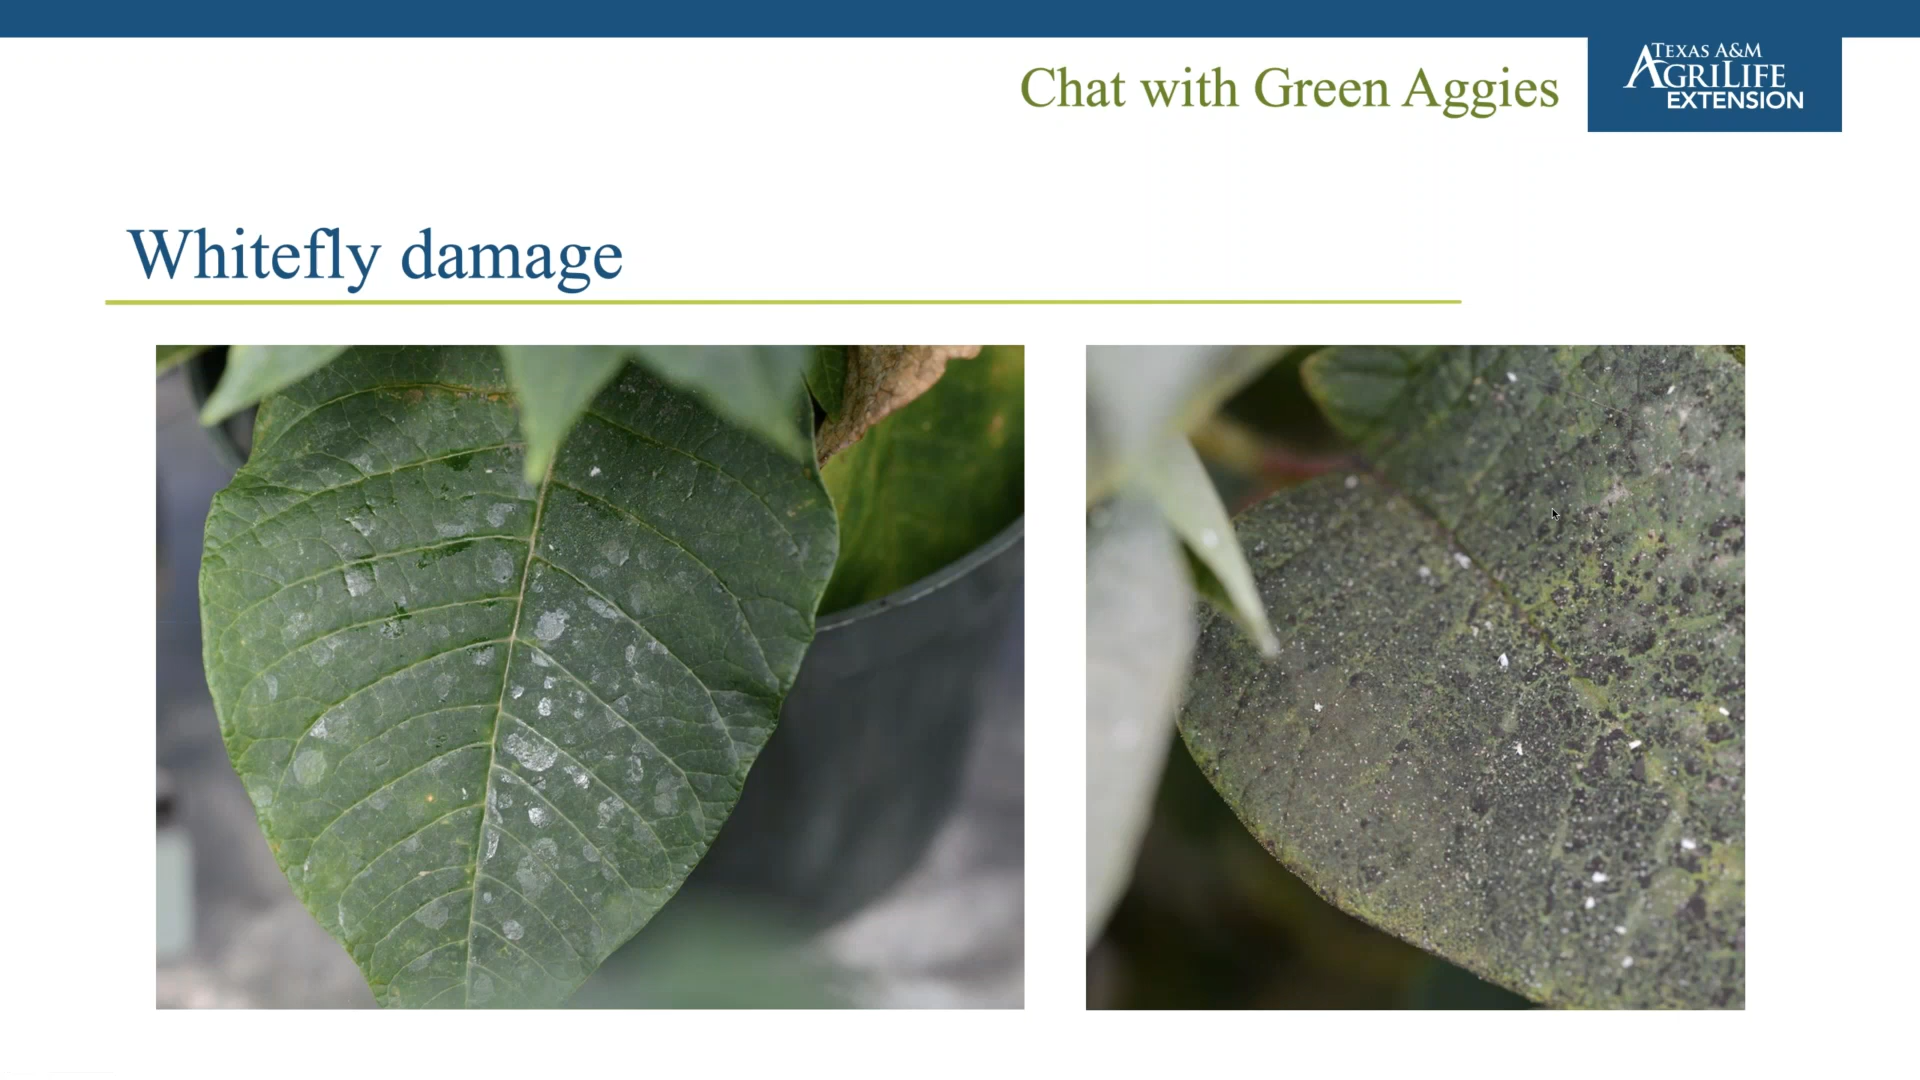 Chat with Green Aggies
TEXAS A&M
AGRILIFE
EXTENSION
Whitefly damage